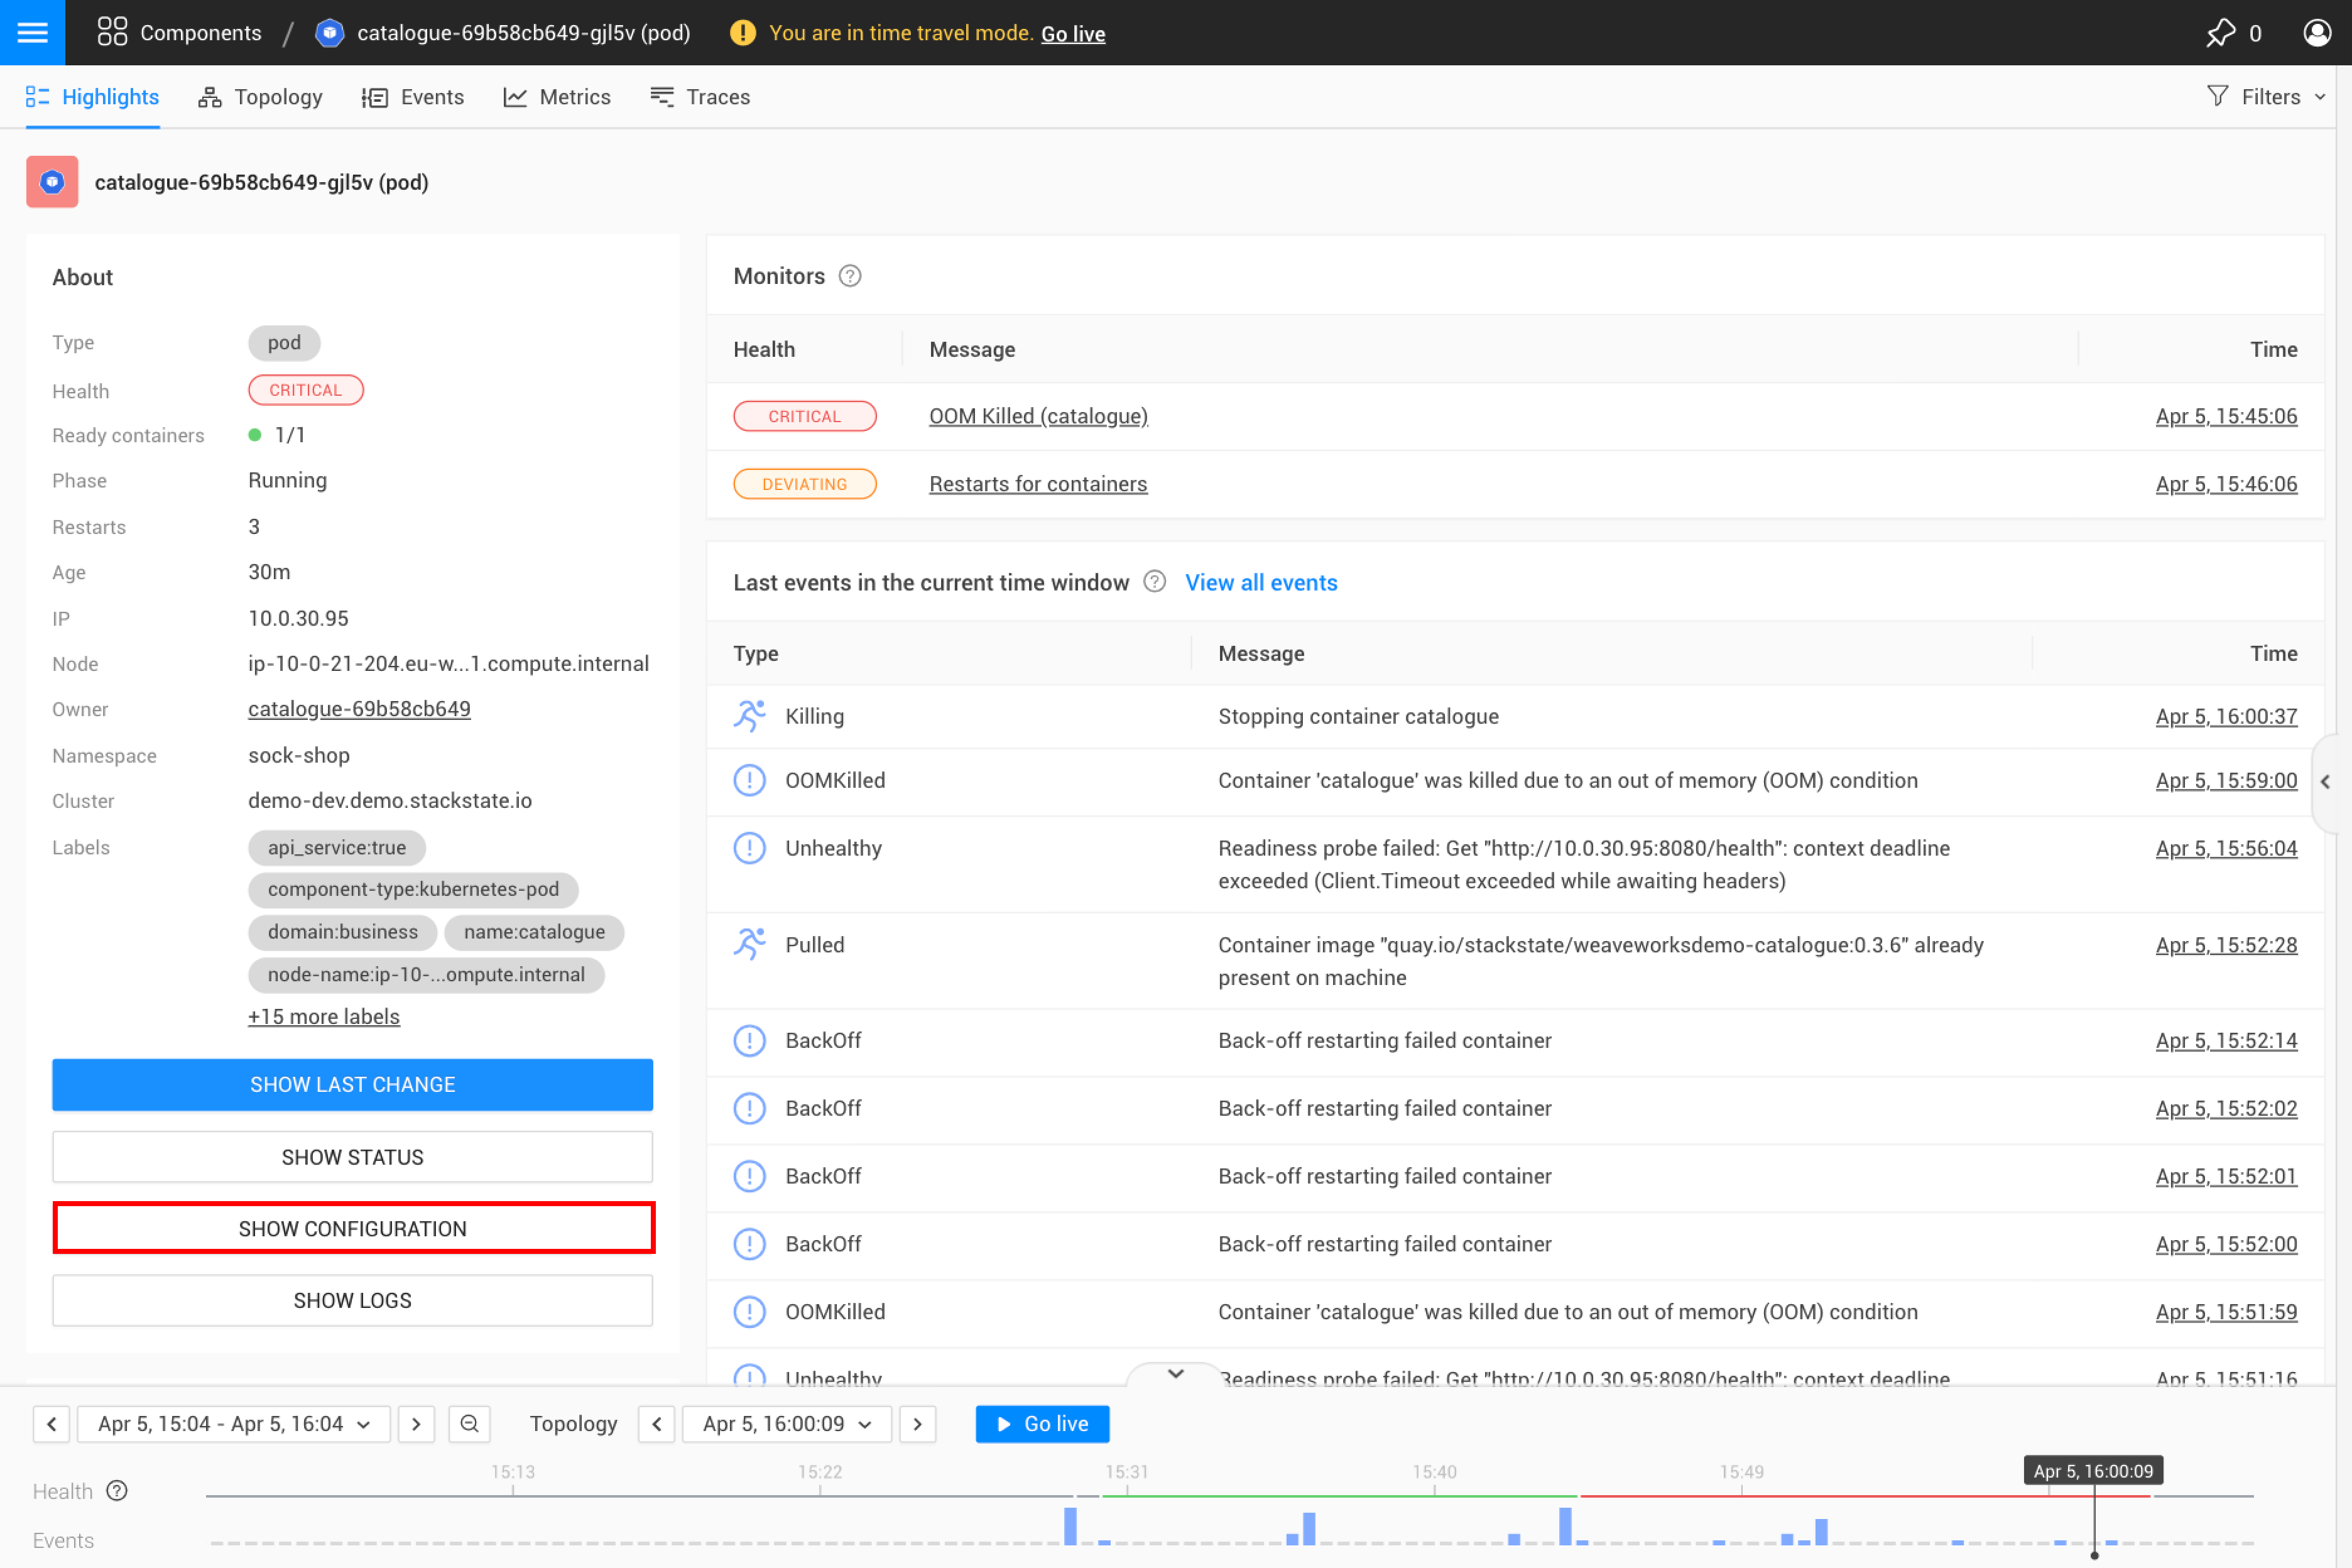 Components / catalogue-69b58cb649-gjl5v (pod) You are in time travel mode. Go live 0
Highlights Topology Events Metrics Traces Filters
catalogue-69b58cb649-gjl5v (pod)
About
Type pod
Health CRITICAL
Ready containers 1/1
Phase Running
Restarts 3
Age 30m
IP 10.0.30.95
Node ip-10-0-21-204.eu-w...1.compute.internal
Owner catalogue-69b58cb649
Namespace sock-shop
Cluster demo-dev.demo.stackstate.io
Labels api_service:true
component-type:kubernetes-pod
domain:business name:catalogue
node-name:ip-10-...ompute.internal
+15 more labels
SHOW LAST CHANGE
SHOW STATUS
SHOW CONFIGURATION
SHOW LOGS
Monitors ?
Health Message Time
CRITICAL OOM Killed (catalogue) Apr 5, 15:45:06
DEVIATING Restarts for containers Apr 5, 15:46:06
Last events in the current time window ? View all events
Type Message Time
Killing Stopping container catalogue Apr 5, 16:00:37
OOMKilled Container 'catalogue' was killed due to an out of memory (OOM) condition Apr 5, 15:59:00
Unhealthy Readiness probe failed: Get "http://10.0.30.95:8080/health": context deadline Apr 5, 15:56:04
exceeded (Client.Timeout exceeded while awaiting headers)
Pulled Container image "quay.io/stackstate/weaveworksdemo-catalogue:0.3.6" already Apr 5, 15:52:28
present on machine
BackOff Back-off restarting failed container Apr 5, 15:52:14
BackOff Back-off restarting failed container Apr 5, 15:52:02
BackOff Back-off restarting failed container Apr 5, 15:52:01
BackOff Back-off restarting failed container Apr 5, 15:52:00
OOMKilled Container 'catalogue' was killed due to an out of memory (OOM) condition Apr 5, 15:51:59
Unhealthy Readiness probe failed: Get "http://10.0.30.95:8080/health": context deadline Apr 5, 15:51:16
Apr 5, 15:04 - Apr 5, 16:04 Topology Apr 5, 16:00:09 Go live
15:13 15:22 15:31 15:40 15:49 Apr 5, 16:00:09
Health ?
Events